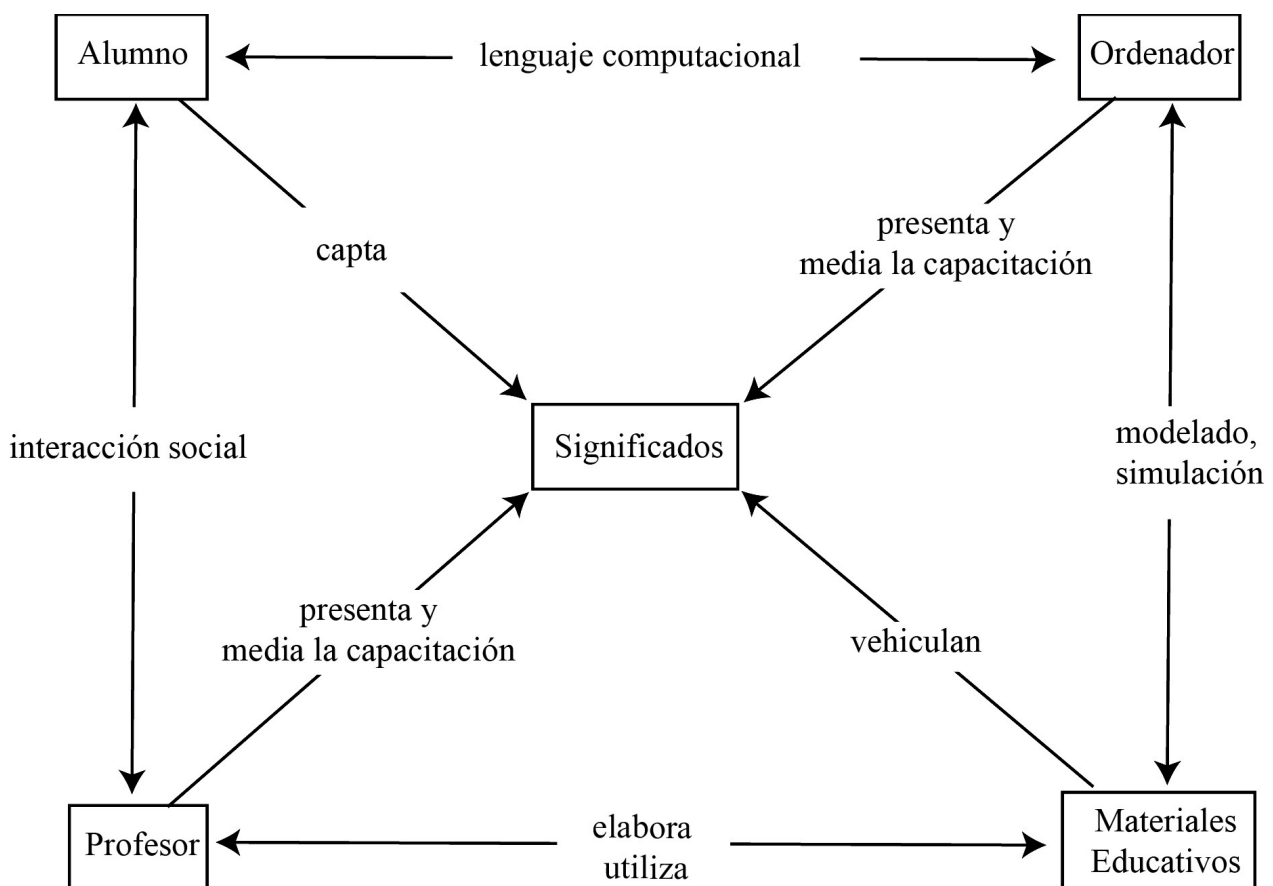 Alumno
lenguaje computacional
Ordenador
presenta y
media la capacitación
capta
interacción social
Significados
modelado,
simulación
presenta y
media la capacitación
vehiculan
Profesor
elabora
utiliza
Materiales
Educativos